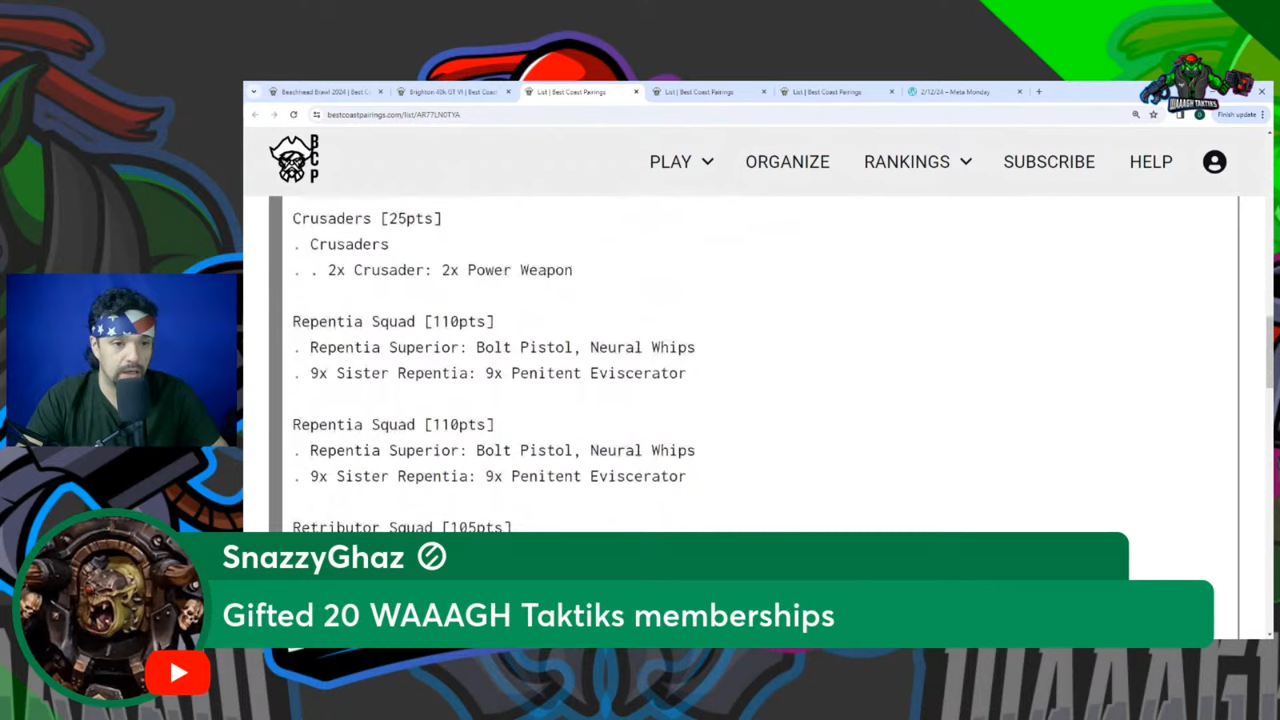 Beachhead Brawl 2024 | Best C
Brighton 40k GT VI | Best Coast
List | Best Coast Pairings
List | Best Coast Pairings
List | Best Coast Pairings
2/12/24 – Meta Monday
bestcoastpairings.com/list/AR77LN0TYA
Finish update
WAAAGH TAKTIKS
B
C
P
PLAY
ORGANIZE
RANKINGS
SUBSCRIBE
HELP
Crusaders [25pts]
. Crusaders
. . 2x Crusader: 2x Power Weapon
Repentia Squad [110pts]
. Repentia Superior: Bolt Pistol, Neural Whips
. 9x Sister Repentia: 9x Penitent Eviscerator
Repentia Squad [110pts]
. Repentia Superior: Bolt Pistol, Neural Whips
. 9x Sister Repentia: 9x Penitent Eviscerator
Retributor Squad [105pts]
SnazzyGhaz
Gifted 20 WAAAGH Taktiks memberships